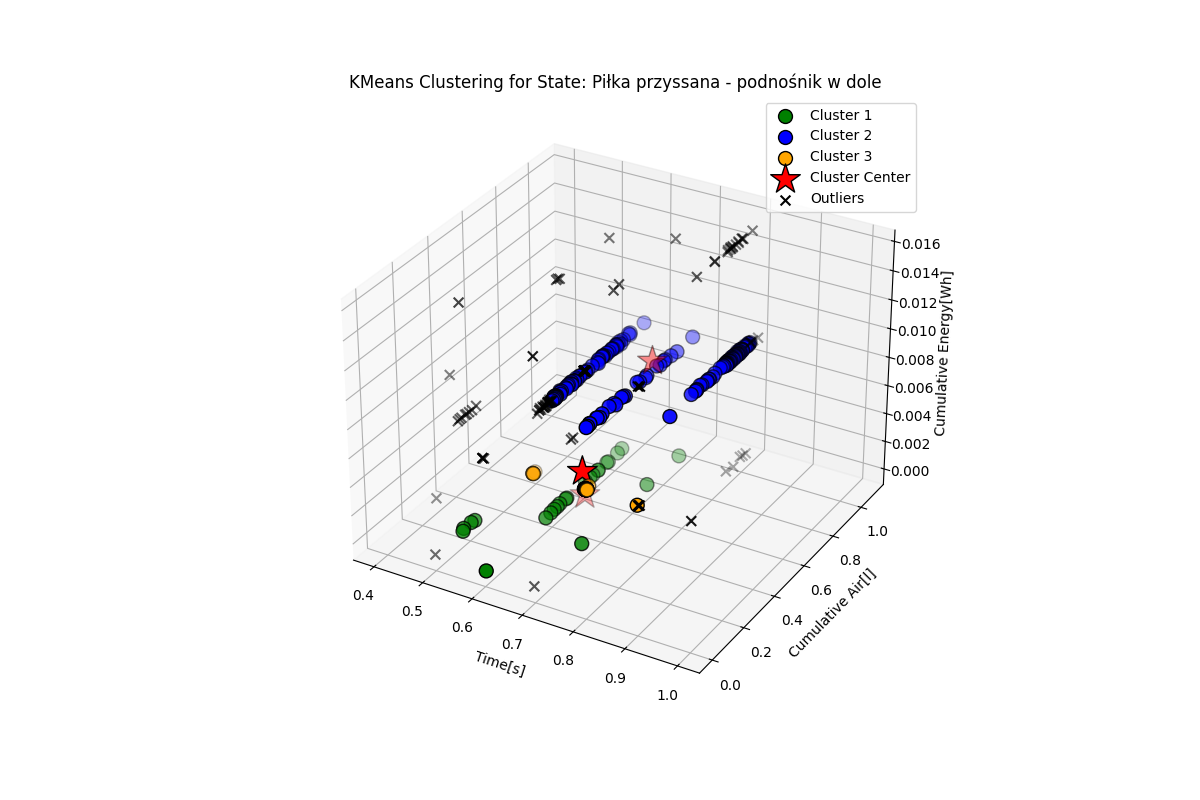 KMeans Clustering for State: Piłka przyssana - podnośnik w dole
Cluster 1
Cluster 2
Cluster 3
Cluster Center
Outliers
0.016
0.014
0.012
0.010
0.008
0.006
0.004
0.002
0.000
Cumulative Energy[Wh]
1.0
0.8
0.6
0.4
0.2
0.0
Cumulative Air[l]
0.4
0.5
0.6
0.7
0.8
0.9
1.0
Time[s]